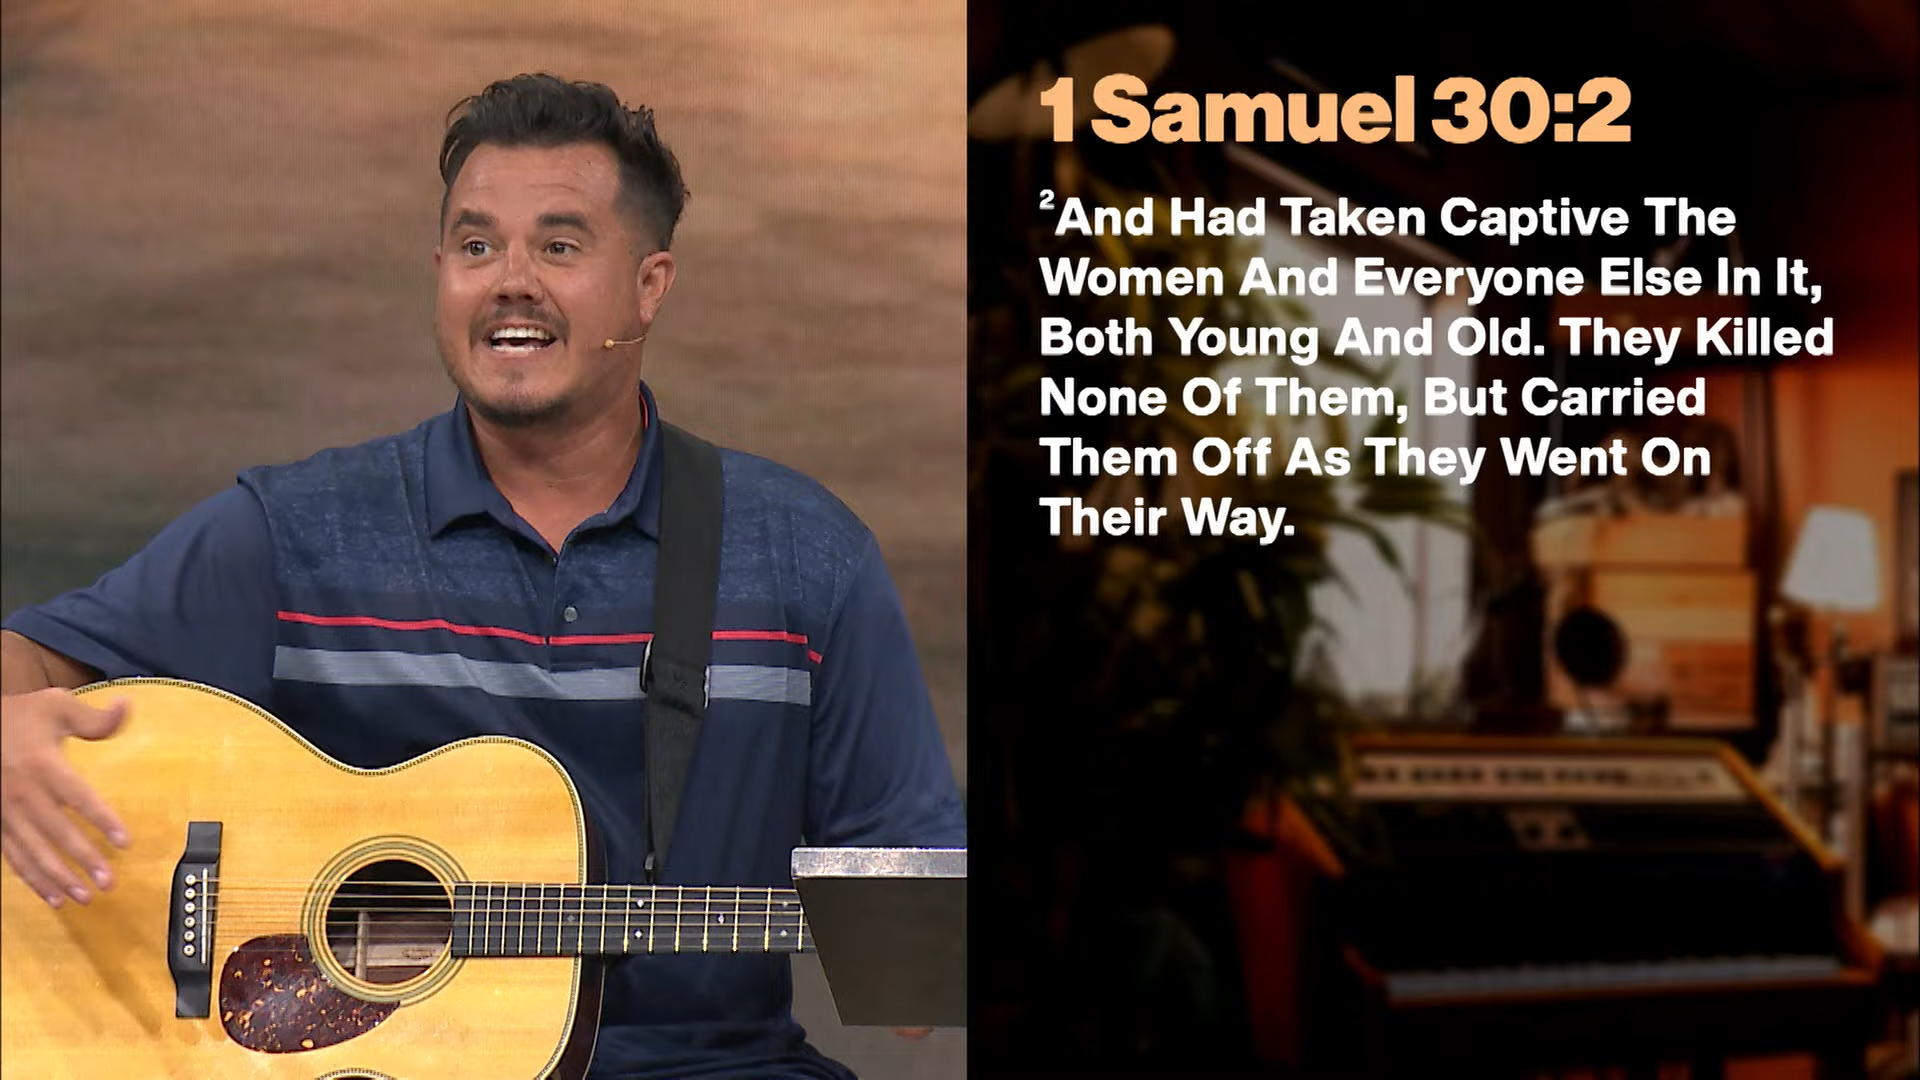 1 Samuel 30:2
²And Had Taken Captive The
Women And Everyone Else In It,
Both Young And Old. They Killed
None Of Them, But Carried
Them Off As They Went On
Their Way.